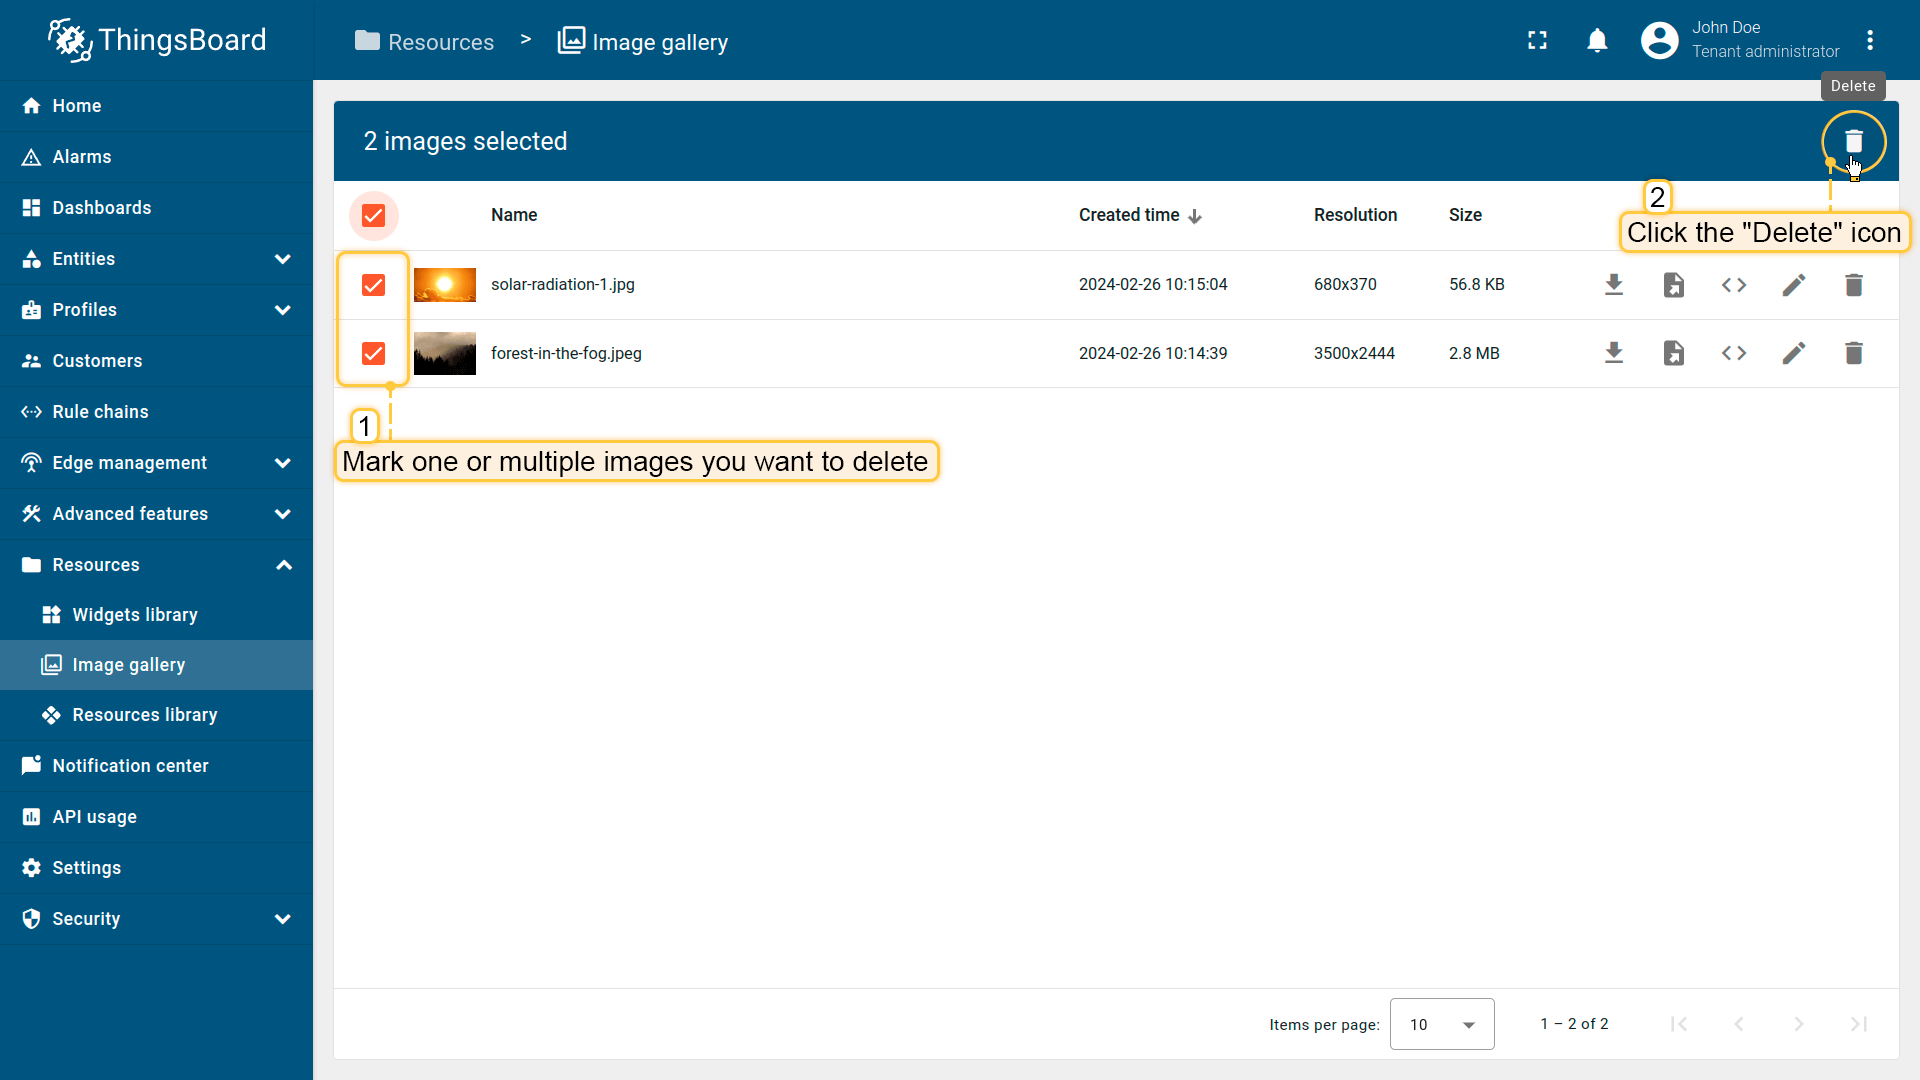 ThingsBoard
Resources > Image gallery
John Doe
Tenant administrator
Delete
Home
Alarms
Dashboards
Entities
Profiles
Customers
Rule chains
Edge management
Advanced features
Resources
Widgets library
Image gallery
Resources library
Notification center
API usage
Settings
Security
2 images selected
Name Created time Resolution Size
2
Click the "Delete" icon
solar-radiation-1.jpg 2024-02-26 10:15:04 680x370 56.8 KB
forest-in-the-fog.jpeg 2024-02-26 10:14:39 3500x2444 2.8 MB
1
Mark one or multiple images you want to delete
Items per page: 10 1 – 2 of 2